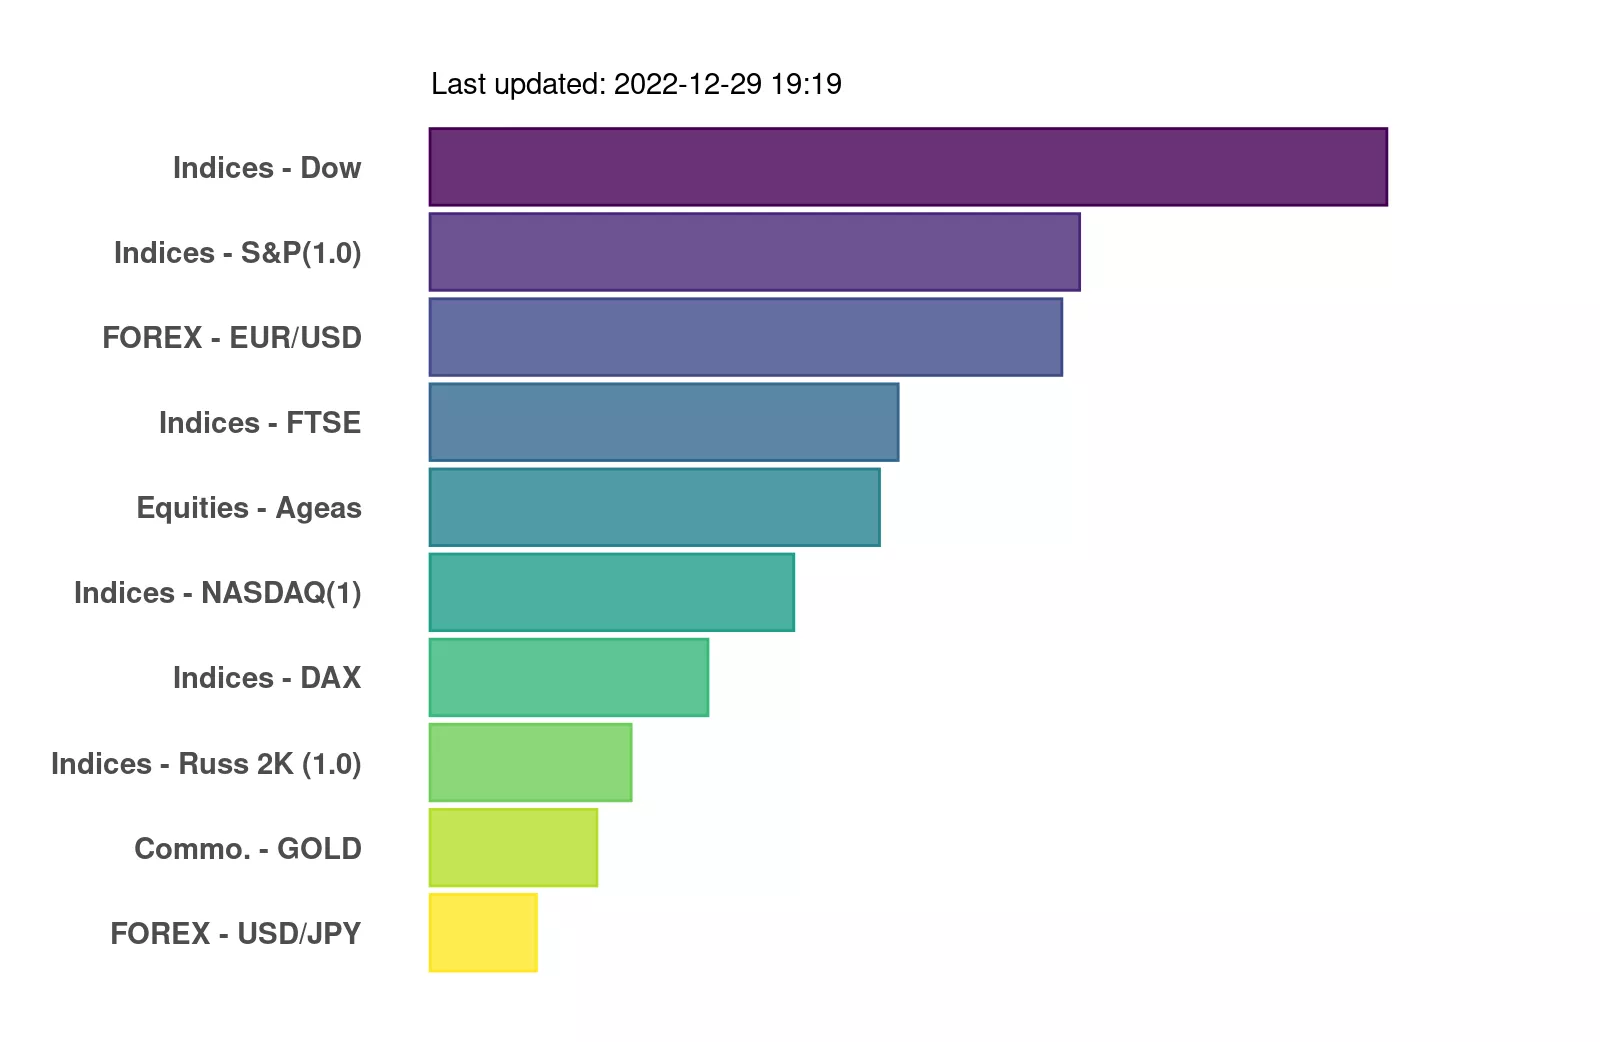 Last updated: 2022-12-29 19:19
Indices - Dow
Indices - S&P(1.0)
FOREX - EUR/USD
Indices - FTSE
Equities - Ageas
Indices - NASDAQ(1)
Indices - DAX
Indices - Russ 2K (1.0)
Commo. - GOLD
FOREX - USD/JPY